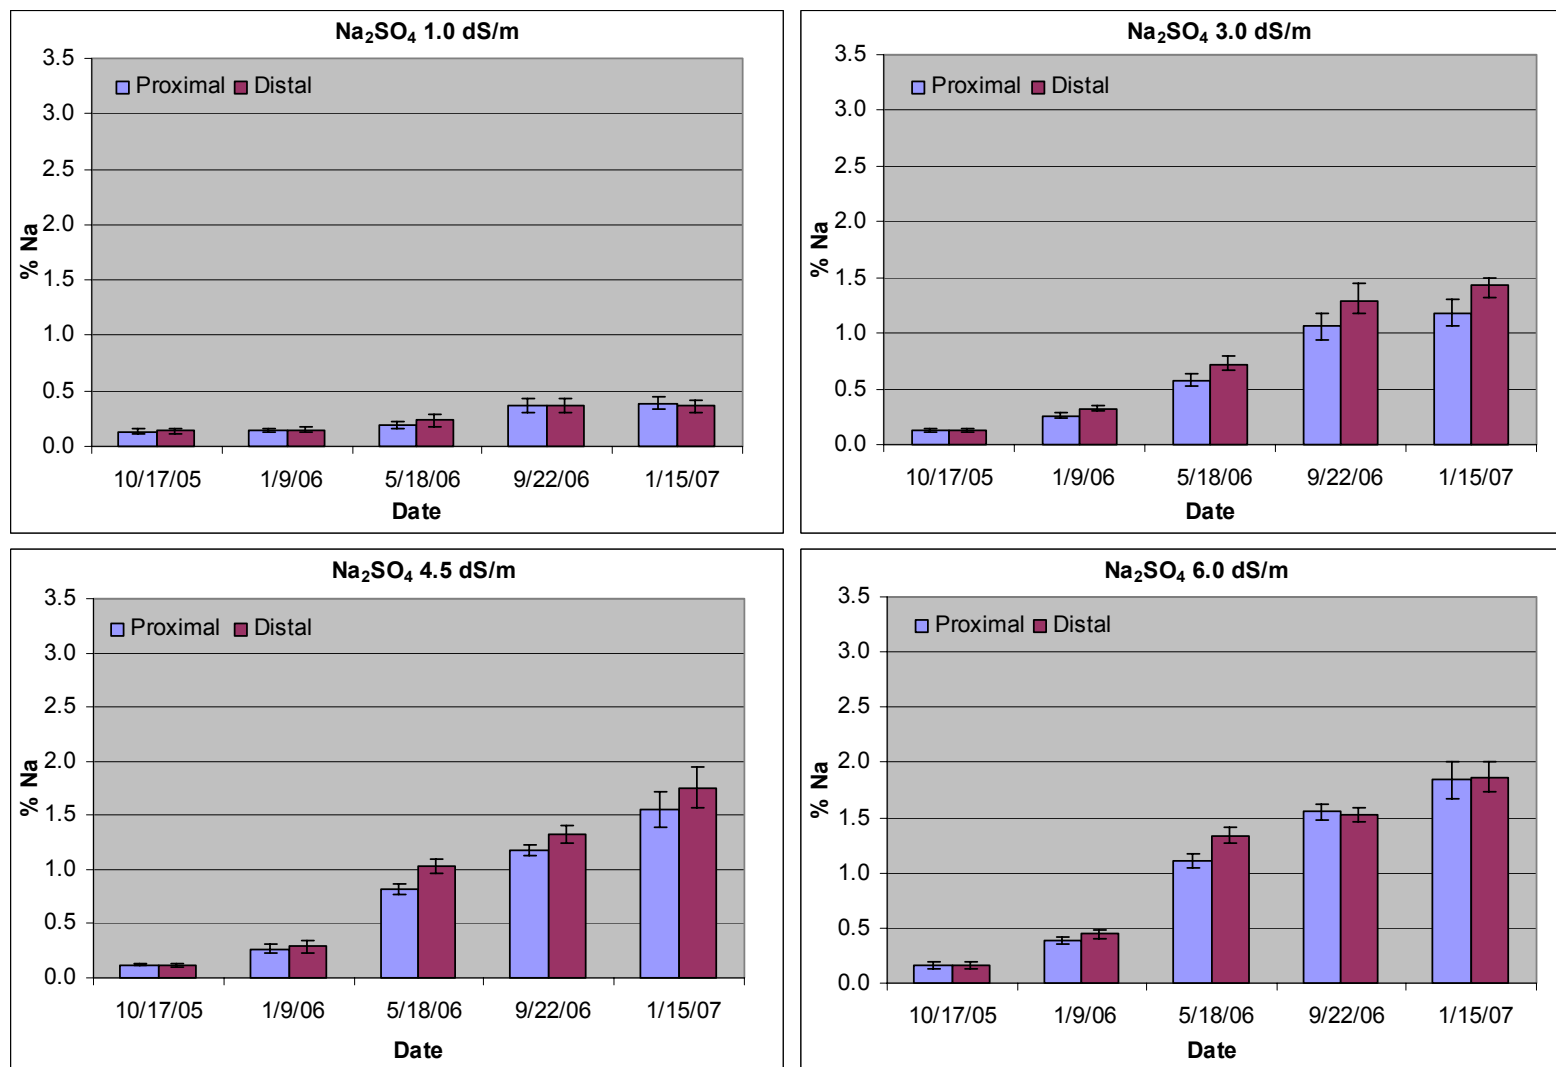 Na₂SO₄ 1.0 dS/m
3.5
3.0
2.5
2.0
1.5
1.0
0.5
0.0
% Na
Proximal Distal
10/17/05 1/9/06 5/18/06 9/22/06 1/15/07
Date
Na₂SO₄ 3.0 dS/m
3.5
3.0
2.5
2.0
1.5
1.0
0.5
0.0
% Na
Proximal Distal
10/17/05 1/9/06 5/18/06 9/22/06 1/15/07
Date
Na₂SO₄ 4.5 dS/m
3.5
3.0
2.5
2.0
1.5
1.0
0.5
0.0
% Na
Proximal Distal
10/17/05 1/9/06 5/18/06 9/22/06 1/15/07
Date
Na₂SO₄ 6.0 dS/m
3.5
3.0
2.5
2.0
1.5
1.0
0.5
0.0
% Na
Proximal Distal
10/17/05 1/9/06 5/18/06 9/22/06 1/15/07
Date